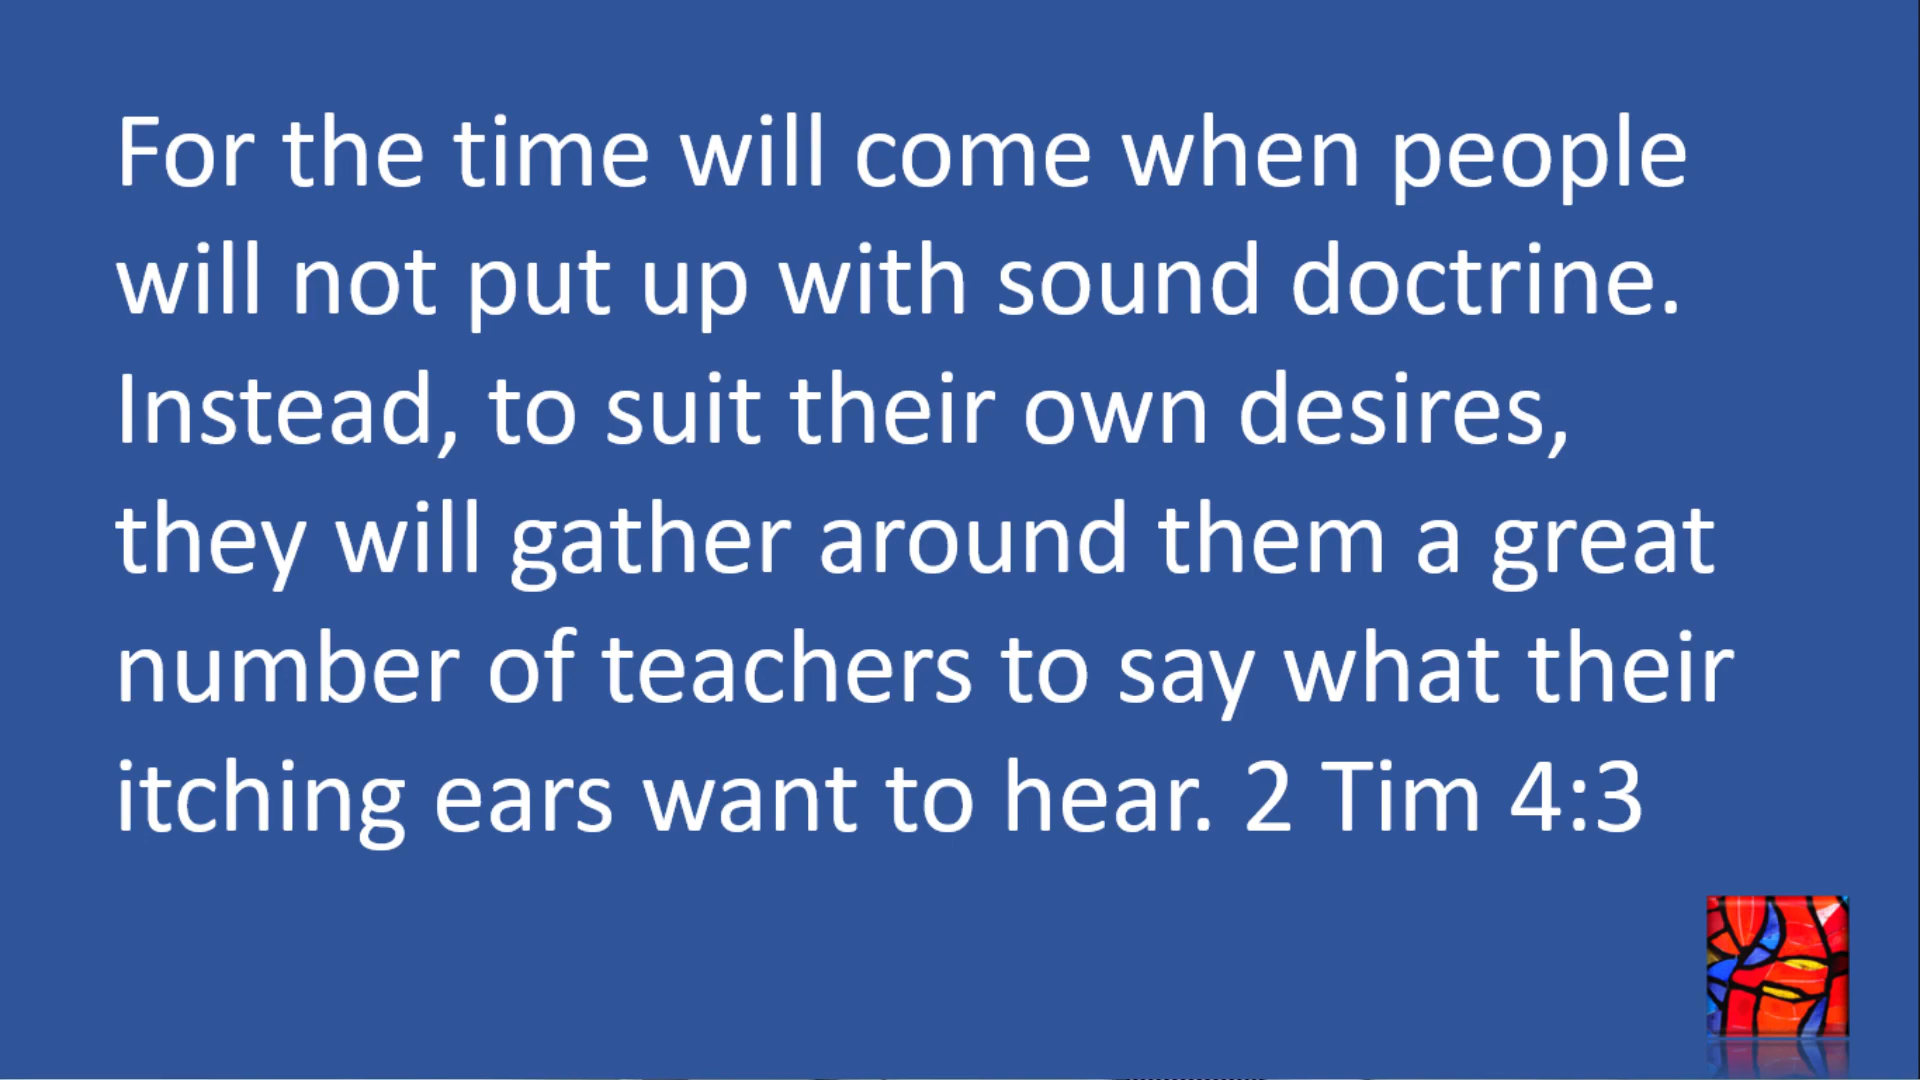 For the time will come when people
will not put up with sound doctrine.
Instead, to suit their own desires,
they will gather around them a great
number of teachers to say what their
itching ears want to hear. 2 Tim 4:3